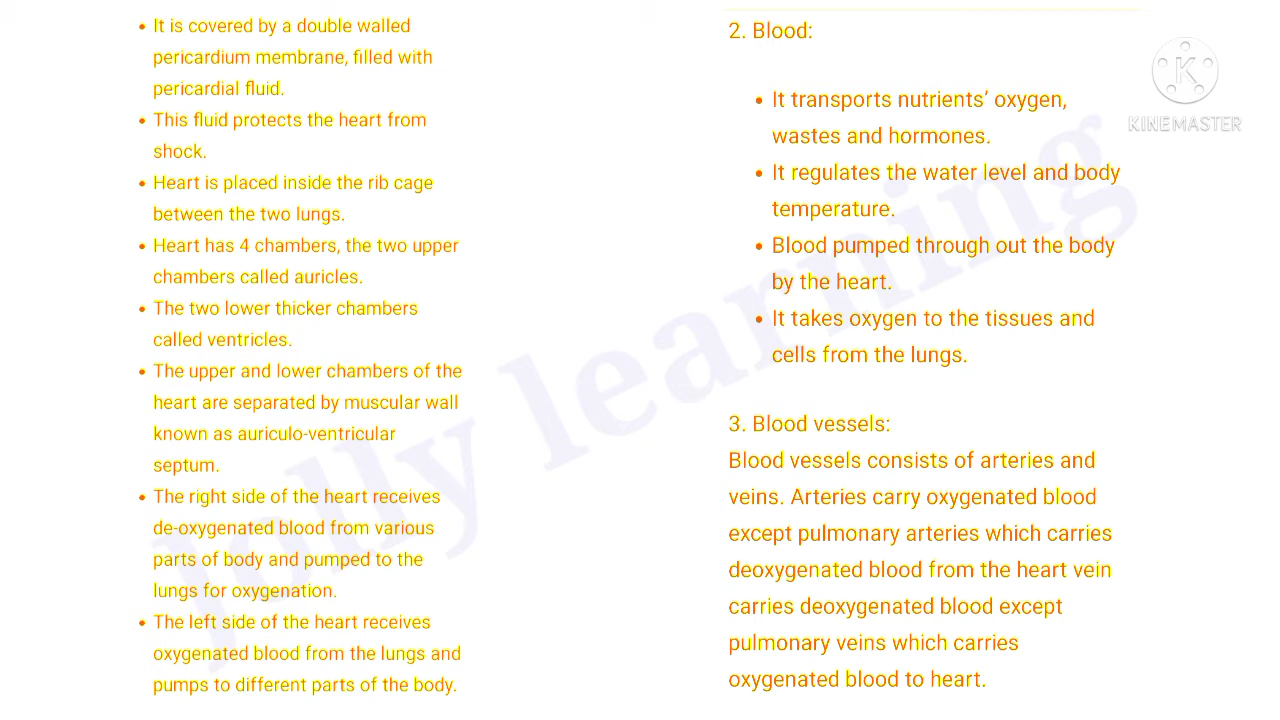 • It is covered by a double walled
pericardium membrane, filled with
pericardial fluid.
• This fluid protects the heart from
shock.
• Heart is placed inside the rib cage
between the two lungs.
• Heart has 4 chambers, the two upper
chambers called auricles.
• The two lower thicker chambers
called ventricles.
• The upper and lower chambers of the
heart are separated by muscular wall
known as auriculo-ventricular
septum.
• The right side of the heart receives
de-oxygenated blood from various
parts of body and pumped to the
lungs for oxygenation.
• The left side of the heart receives
oxygenated blood from the lungs and
pumps to different parts of the body.
2. Blood:
• It transports nutrients’ oxygen,
wastes and hormones.
• It regulates the water level and body
temperature.
• Blood pumped through out the body
by the heart.
• It takes oxygen to the tissues and
cells from the lungs.
3. Blood vessels:
Blood vessels consists of arteries and
veins. Arteries carry oxygenated blood
except pulmonary arteries which carries
deoxygenated blood from the heart vein
carries deoxygenated blood except
pulmonary veins which carries
oxygenated blood to heart.
K
KINEMASTER
Jolly learning